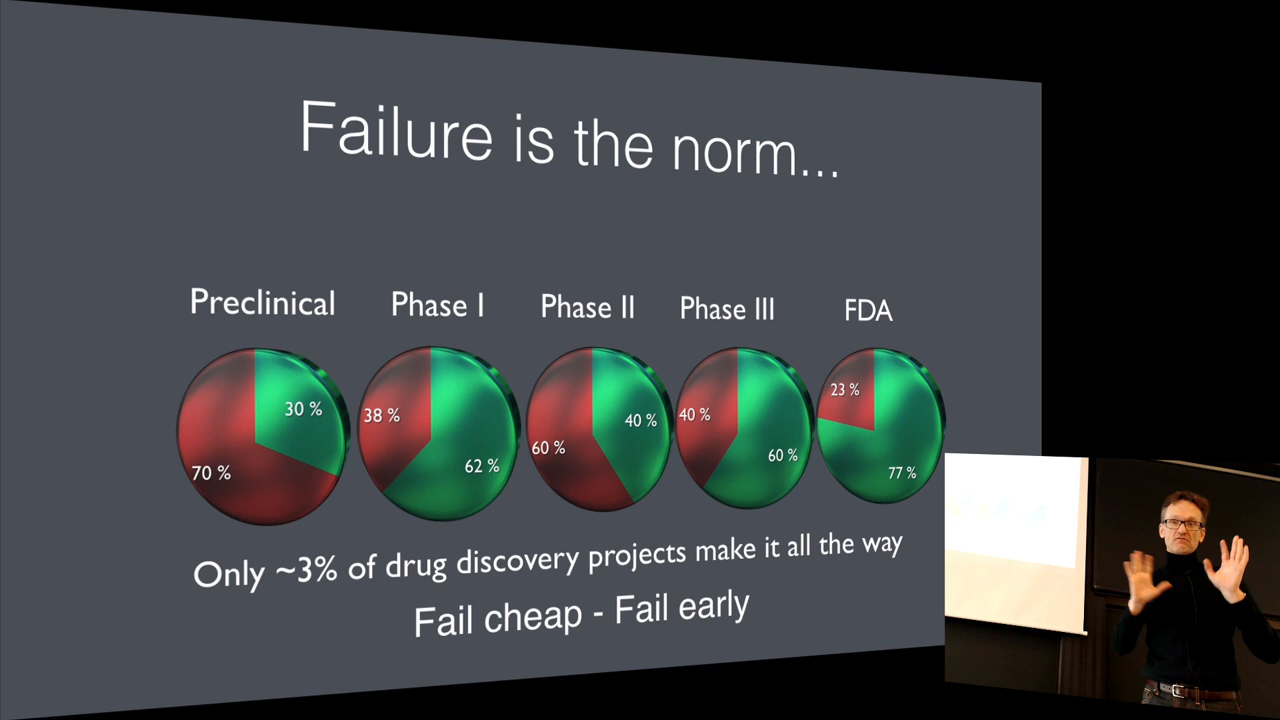 Failure is the norm...
Preclinical Phase I Phase II Phase III FDA
30 % 70 %
38 % 62 %
40 % 60 %
40 % 60 %
23 % 77 %
Only ~3% of drug discovery projects make it all the way
Fail cheap - Fail early